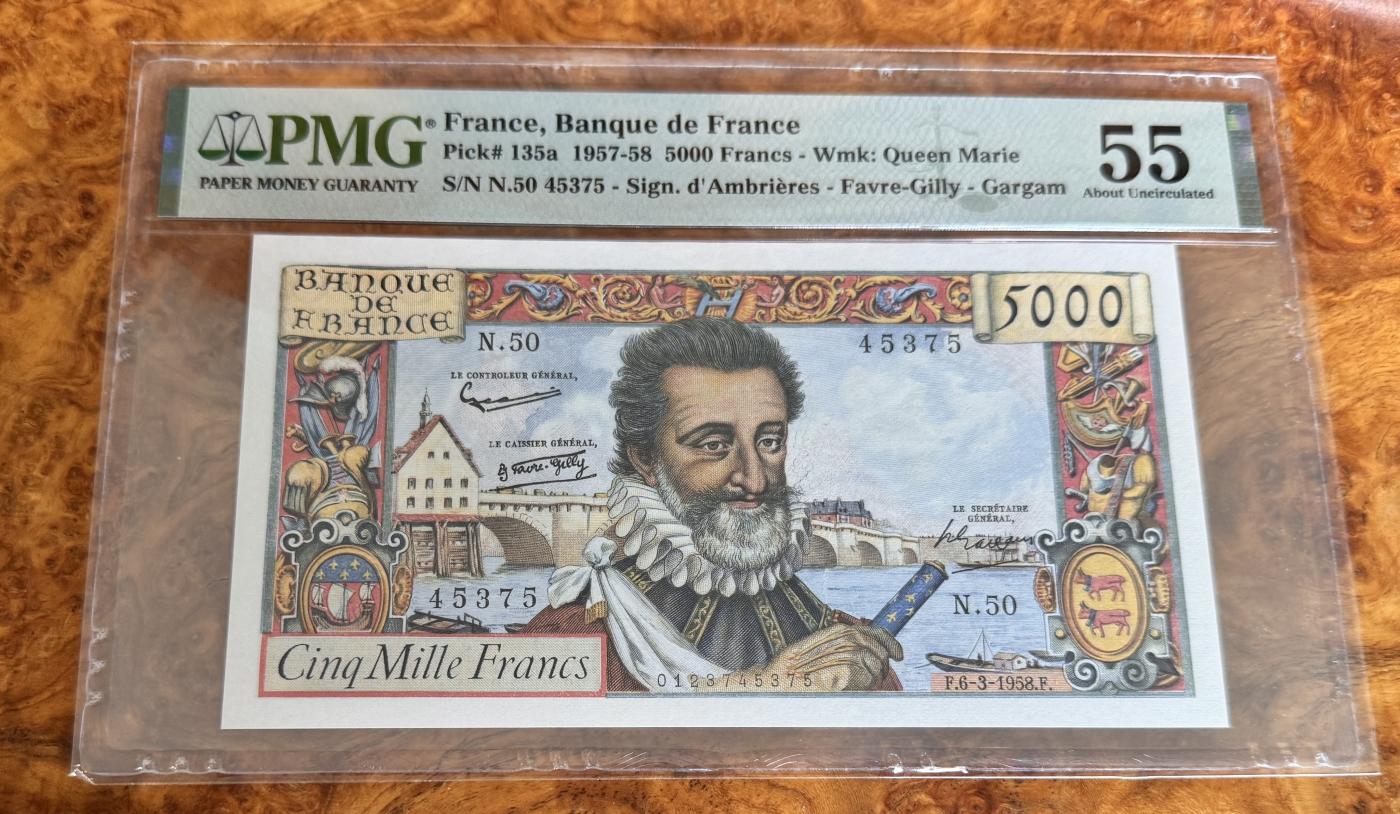 PMG®
PAPER MONEY GUARANTY
France, Banque de France
Pick# 135a 1957-58 5000 Francs - Wmk: Queen Marie
S/N N.50 45375 - Sign. d'Ambrières - Favre-Gilly - Gargam
55
About Uncirculated
BANQUE
DE
FRANCE
5000
N.50
45375
LE CONTROLEUR GÉNÉRAL,
LE CAISSIER GÉNÉRAL,
G Favre-Gilly
LE SECRÉTAIRE
GÉNÉRAL,
45375
N.50
Cinq Mille Francs
0123745375
F.6-3-1958.F.